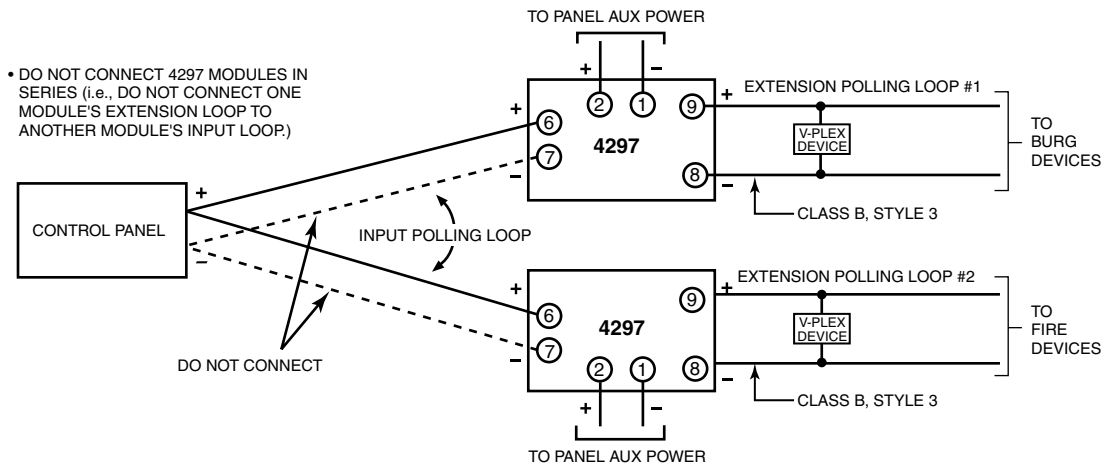 TO PANEL AUX POWER
+ –
• DO NOT CONNECT 4297 MODULES IN
SERIES (i.e., DO NOT CONNECT ONE
MODULE'S EXTENSION LOOP TO
ANOTHER MODULE'S INPUT LOOP.)
2 1
+ 6
7 –
4297
9 +
8 –
EXTENSION POLLING LOOP #1
V-PLEX
DEVICE
TO
BURG
DEVICES
CLASS B, STYLE 3
CONTROL PANEL
+
–
INPUT POLLING LOOP
DO NOT CONNECT
+ 6
7 –
4297
9 +
8 –
2 1
EXTENSION POLLING LOOP #2
V-PLEX
DEVICE
TO
FIRE
DEVICES
CLASS B, STYLE 3
+ –
TO PANEL AUX POWER